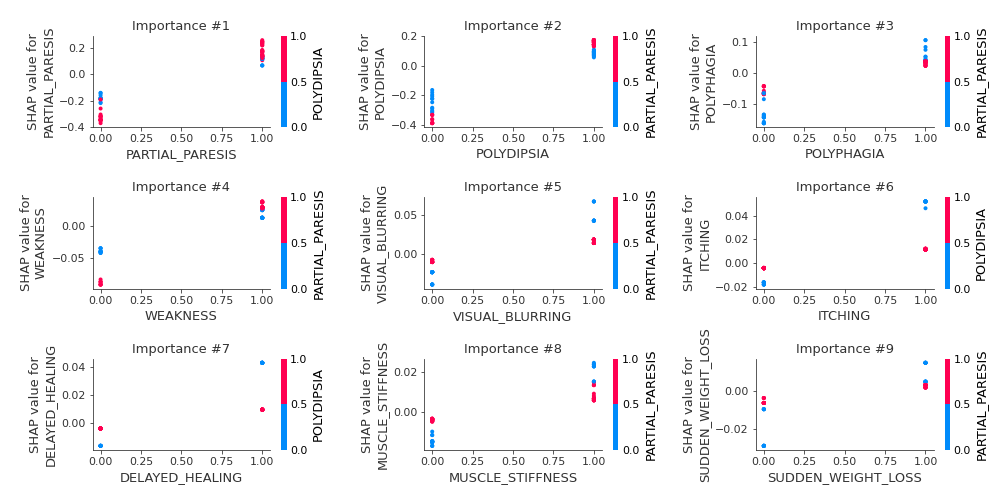 Importance #1
SHAP value for
PARTIAL_PARESIS
0.2
0.0
−0.2
−0.4
0.00
0.25
0.50
0.75
1.00
PARTIAL_PARESIS
1.0
0.5
0.0
POLYDIPSIA
Importance #2
SHAP value for
POLYDIPSIA
0.2
0.0
−0.2
−0.4
0.00
0.25
0.50
0.75
1.00
POLYDIPSIA
1.0
0.5
0.0
PARTIAL_PARESIS
Importance #3
SHAP value for
POLYPHAGIA
0.1
0.0
−0.1
0.00
0.25
0.50
0.75
1.00
POLYPHAGIA
1.0
0.5
0.0
PARTIAL_PARESIS
Importance #4
SHAP value for
WEAKNESS
0.00
−0.05
0.00
0.25
0.50
0.75
1.00
WEAKNESS
1.0
0.5
0.0
PARTIAL_PARESIS
Importance #5
SHAP value for
VISUAL_BLURRING
0.05
0.00
0.00
0.25
0.50
0.75
1.00
VISUAL_BLURRING
1.0
0.5
0.0
PARTIAL_PARESIS
Importance #6
SHAP value for
ITCHING
0.04
0.02
0.00
−0.02
0.00
0.25
0.50
0.75
1.00
ITCHING
1.0
0.5
0.0
POLYDIPSIA
Importance #7
SHAP value for
DELAYED_HEALING
0.04
0.02
0.00
0.00
0.25
0.50
0.75
1.00
DELAYED_HEALING
1.0
0.5
0.0
POLYDIPSIA
Importance #8
SHAP value for
MUSCLE_STIFFNESS
0.02
0.00
0.00
0.25
0.50
0.75
1.00
MUSCLE_STIFFNESS
1.0
0.5
0.0
PARTIAL_PARESIS
Importance #9
SHAP value for
SUDDEN_WEIGHT_LOSS
0.00
−0.02
0.00
0.25
0.50
0.75
1.00
SUDDEN_WEIGHT_LOSS
1.0
0.5
0.0
PARTIAL_PARESIS